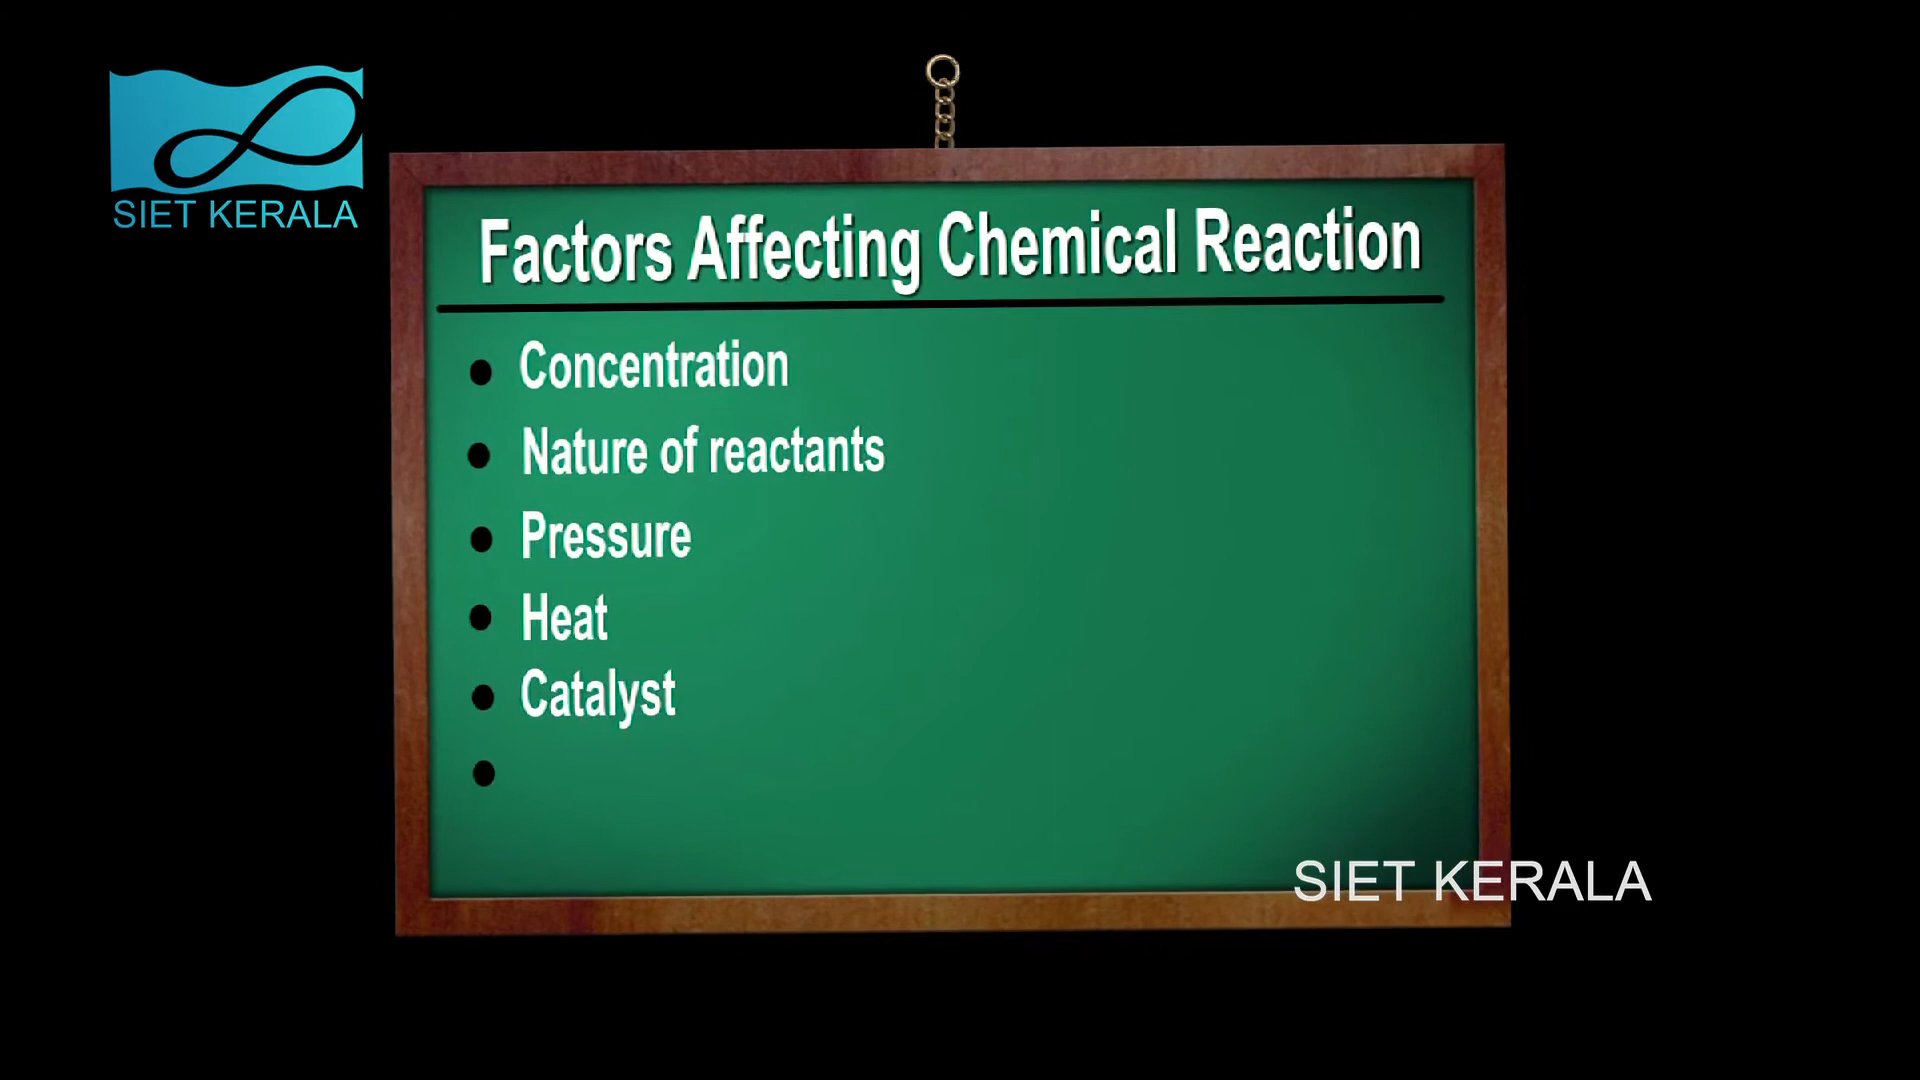 SIET KERALA
Factors Affecting Chemical Reaction
• Concentration
• Nature of reactants
• Pressure
• Heat
• Catalyst
•
SIET KERALA